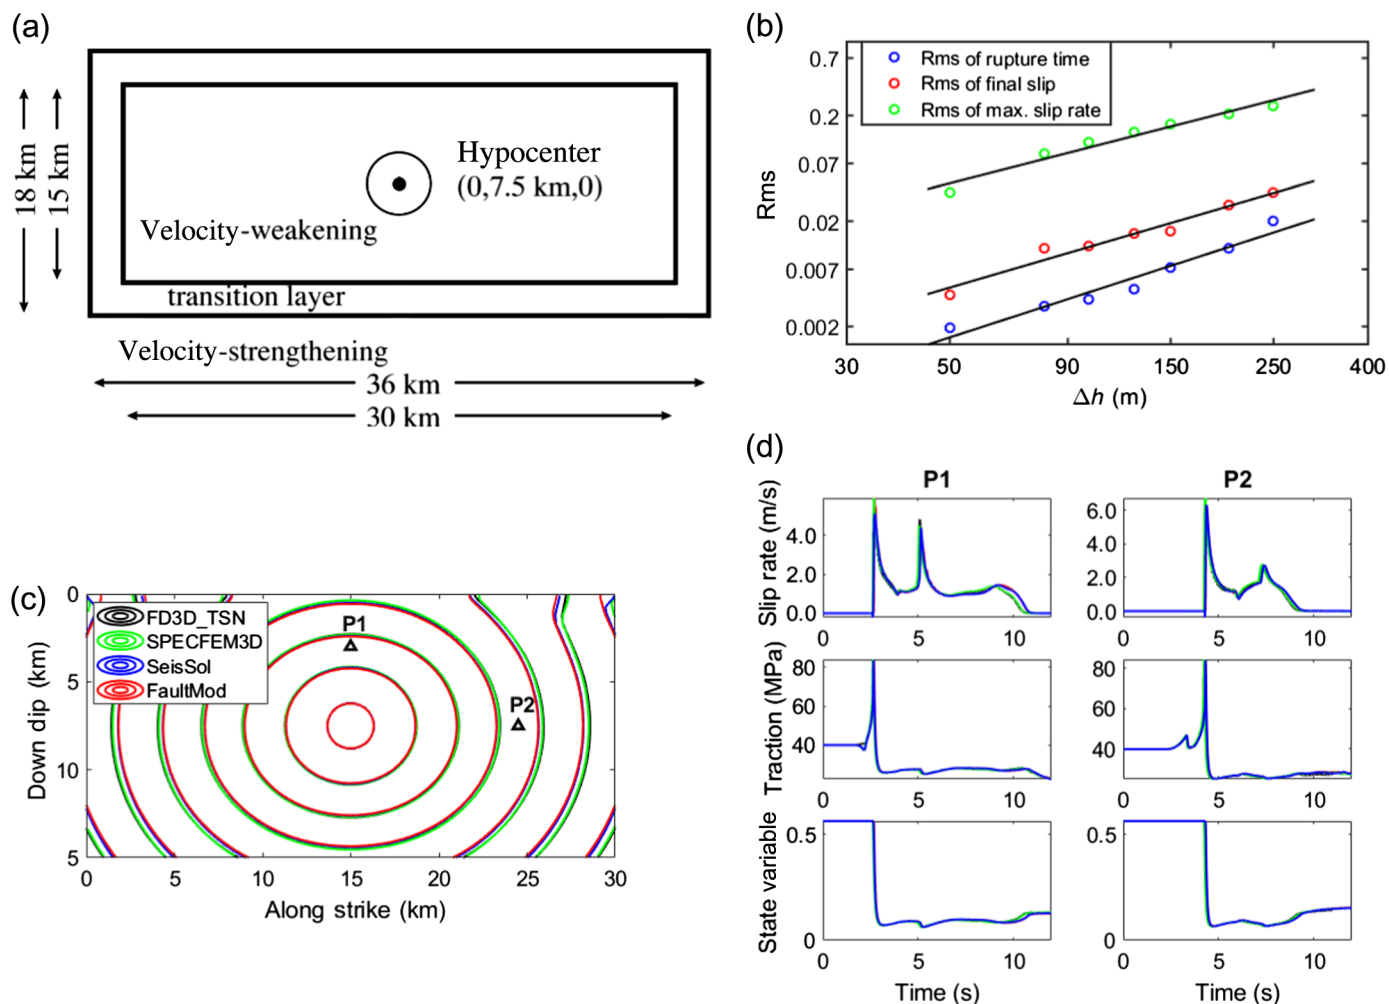 (a)
18 km
15 km
Hypocenter
(0,7.5 km,0)
Velocity-weakening
transition layer
Velocity-strengthening
36 km
30 km
(b)
Rms of rupture time
Rms of final slip
Rms of max. slip rate
Rms
0.7
0.2
0.07
0.02
0.007
0.002
30 50 90 150 250 400
Δh (m)
(c)
FD3D_TSN
SPECFEM3D
SeisSol
FaultMod
P1
P2
Down dip (km)
0
5
10
5
0 5 10 15 20 25 30
Along strike (km)
(d)
P1 P2
Slip rate (m/s)
4.0
2.0
0.0
6.0
4.0
2.0
0.0
0 5 10
0 5 10
Traction (MPa)
80
60
40
80
60
40
0 5 10
0 5 10
State variable
0.5
0
0.5
0
0 5 10
0 5 10
Time (s)
Time (s)